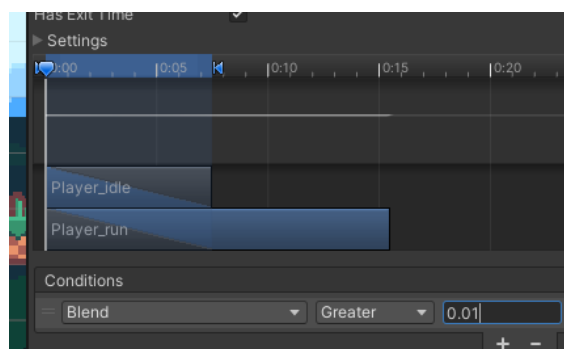 Has Exit Time
Settings
0:00 0:05 0:10 0:15 0:20
Player_idle
Player_run
Conditions
Blend Greater 0.01
+ -